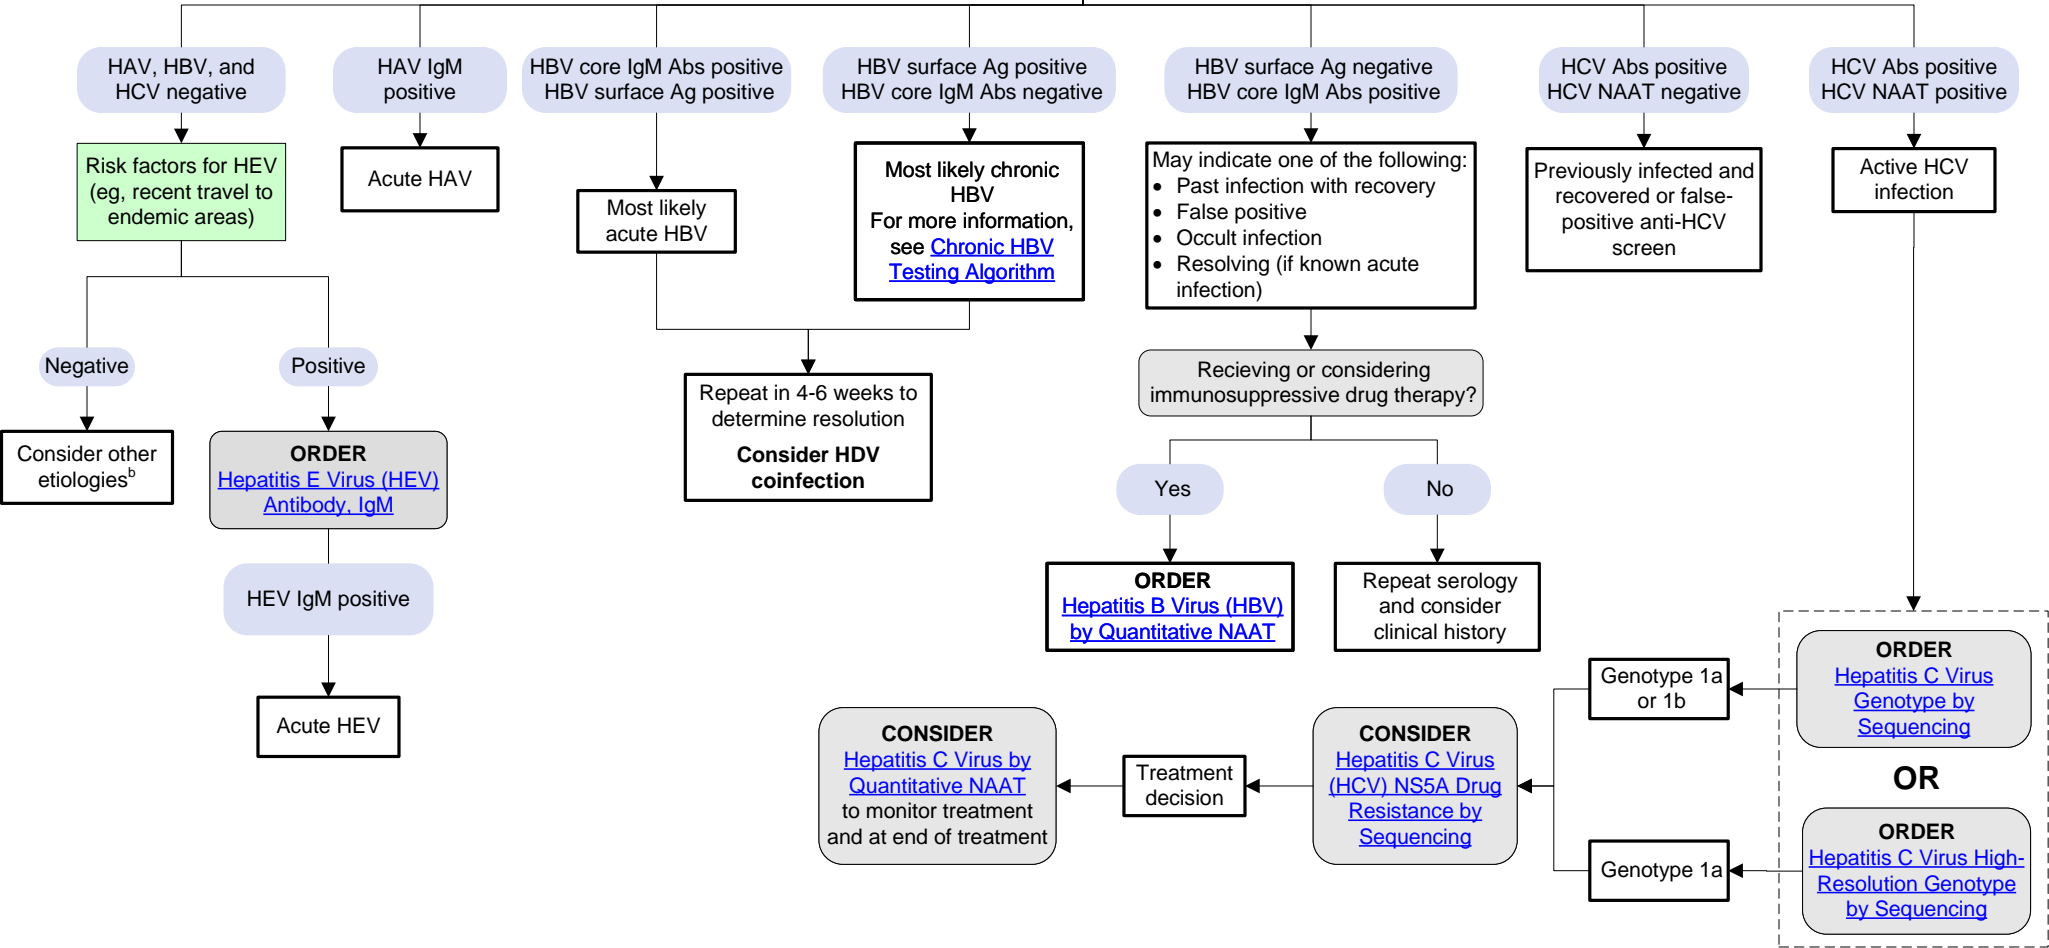 HAV, HBV, and
HCV negative
HAV IgM
positive
HBV core IgM Abs positive
HBV surface Ag positive
HBV surface Ag positive
HBV core IgM Abs negative
HBV surface Ag negative
HBV core IgM Abs positive
HCV Abs positive
HCV NAAT negative
HCV Abs positive
HCV NAAT positive
Risk factors for HEV
(eg, recent travel to
endemic areas)
Acute HAV
Most likely
acute HBV
Most likely chronic
HBV
For more information,
see Chronic HBV
Testing Algorithm
May indicate one of the following:
• Past infection with recovery
• False positive
• Occult infection
• Resolving (if known acute
infection)
Previously infected and
recovered or false-
positive anti-HCV
screen
Active HCV
infection
Negative
Positive
Repeat in 4-6 weeks to
determine resolution
Consider HDV
coinfection
Recieving or considering
immunosuppressive drug therapy?
Consider other
etiologiesᵇ
ORDER
Hepatitis E Virus (HEV)
Antibody, IgM
Yes
No
HEV IgM positive
ORDER
Hepatitis B Virus (HBV)
by Quantitative NAAT
Repeat serology
and consider
clinical history
Acute HEV
ORDER
Hepatitis C Virus
Genotype by
Sequencing
Genotype 1a
or 1b
OR
CONSIDER
Hepatitis C Virus by
Quantitative NAAT
to monitor treatment
and at end of treatment
Treatment
decision
CONSIDER
Hepatitis C Virus
(HCV) NS5A Drug
Resistance by
Sequencing
Genotype 1a
ORDER
Hepatitis C Virus High-
Resolution Genotype
by Sequencing